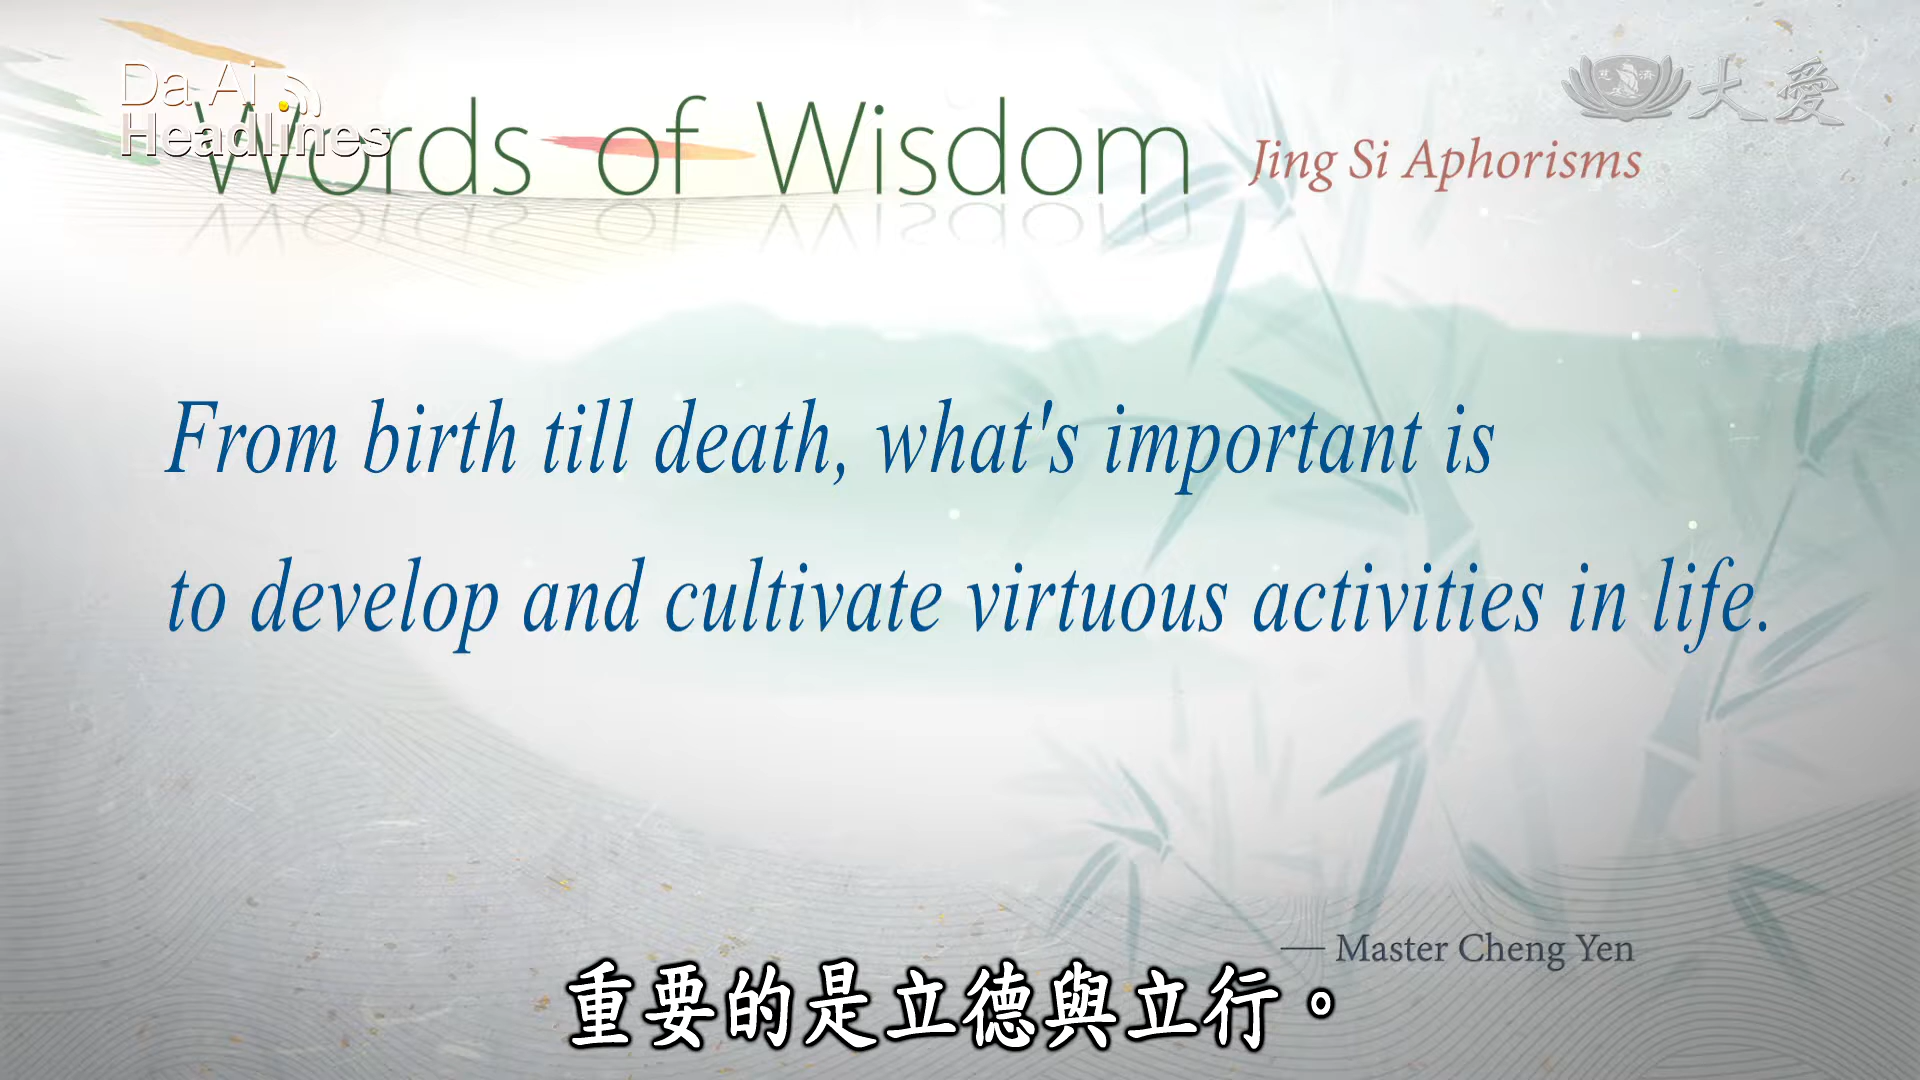 Da Ai
Headlines
Words of Wisdom
Jing Si Aphorisms
慈濟
大愛
From birth till death, what's important is
to develop and cultivate virtuous activities in life.
— Master Cheng Yen
重要的是立德與立行。